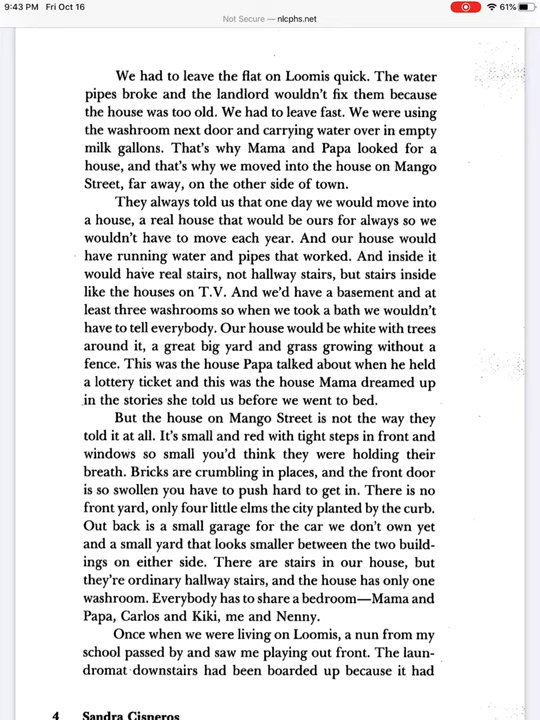 9:43 PM Fri Oct 16
61%
Not Secure — nlcphs.net
We had to leave the flat on Loomis quick. The water
pipes broke and the landlord wouldn't fix them because
the house was too old. We had to leave fast. We were using
the washroom next door and carrying water over in empty
milk gallons. That's why Mama and Papa looked for a
house, and that's why we moved into the house on Mango
Street, far away, on the other side of town.
They always told us that one day we would move into
a house, a real house that would be ours for always so we
wouldn't have to move each year. And our house would
have running water and pipes that worked. And inside it
would have real stairs, not hallway stairs, but stairs inside
like the houses on T.V. And we'd have a basement and at
least three washrooms so when we took a bath we wouldn't
have to tell everybody. Our house would be white with trees
around it, a great big yard and grass growing without a
fence. This was the house Papa talked about when he held
a lottery ticket and this was the house Mama dreamed up
in the stories she told us before we went to bed.
But the house on Mango Street is not the way they
told it at all. It's small and red with tight steps in front and
windows so small you'd think they were holding their
breath. Bricks are crumbling in places, and the front door
is so swollen you have to push hard to get in. There is no
front yard, only four little elms the city planted by the curb.
Out back is a small garage for the car we don't own yet
and a small yard that looks smaller between the two build-
ings on either side. There are stairs in our house, but
they're ordinary hallway stairs, and the house has only one
washroom. Everybody has to share a bedroom—Mama and
Papa, Carlos and Kiki, me and Nenny.
Once when we were living on Loomis, a nun from my
school passed by and saw me playing out front. The laun-
dromat downstairs had been boarded up because it had
4 Sandra Cisneros